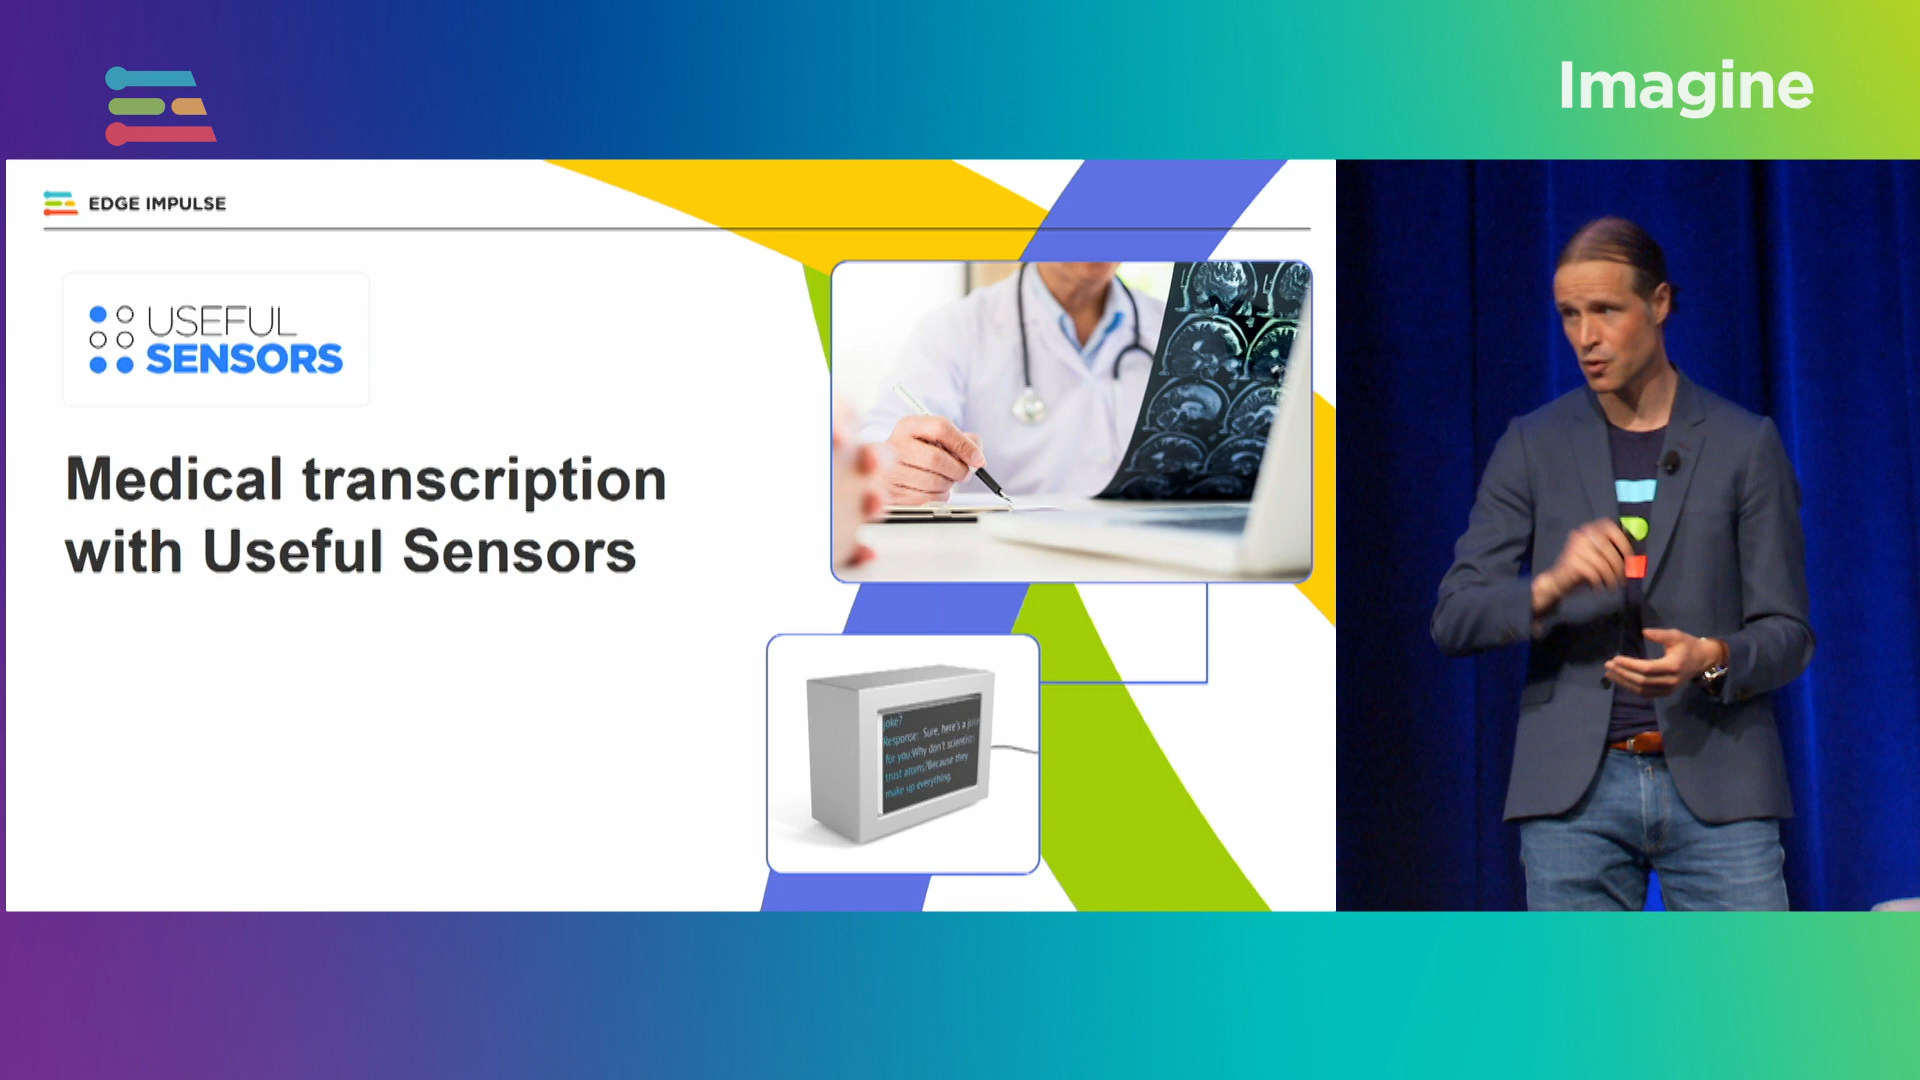 Imagine
EDGE IMPULSE
USEFUL
SENSORS
Medical transcription
with Useful Sensors
joke?
Response: Sure, here's a joke
for you:Why don't scientists
trust atoms?Because they
make up everything.